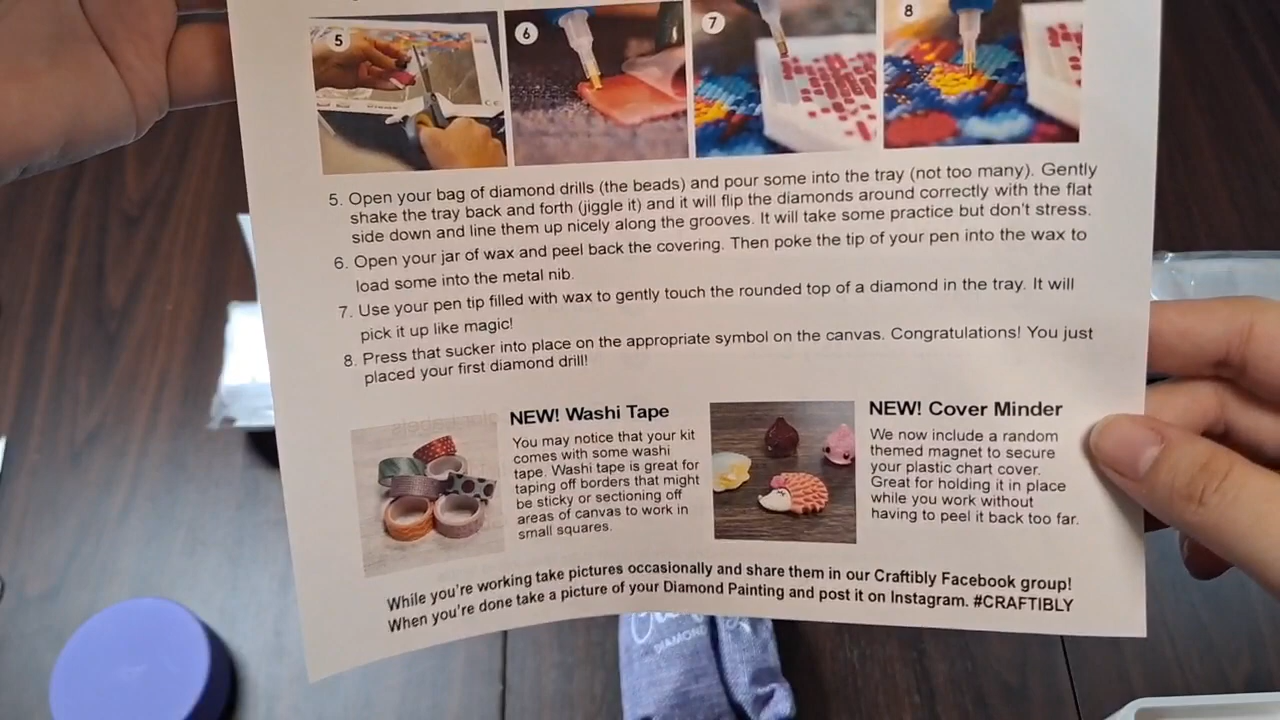 5
6
7
8
5. Open your bag of diamond drills (the beads) and pour some into the tray (not too many). Gently
shake the tray back and forth (jiggle it) and it will flip the diamonds around correctly with the flat
side down and line them up nicely along the grooves. It will take some practice but don't stress.
6. Open your jar of wax and peel back the covering. Then poke the tip of your pen into the wax to
load some into the metal nib.
7. Use your pen tip filled with wax to gently touch the rounded top of a diamond in the tray. It will
pick it up like magic!
8. Press that sucker into place on the appropriate symbol on the canvas. Congratulations! You just
placed your first diamond drill!
NEW! Washi Tape
You may notice that your kit
comes with some washi
tape. Washi tape is great for
taping off borders that might
be sticky or sectioning off
areas of canvas to work in
small squares.
NEW! Cover Minder
We now include a random
themed magnet to secure
your plastic chart cover.
Great for holding it in place
while you work without
having to peel it back too far.
While you're working take pictures occasionally and share them in our Craftibly Facebook group!
When you're done take a picture of your Diamond Painting and post it on Instagram. #CRAFTIBLY
DIAMOND